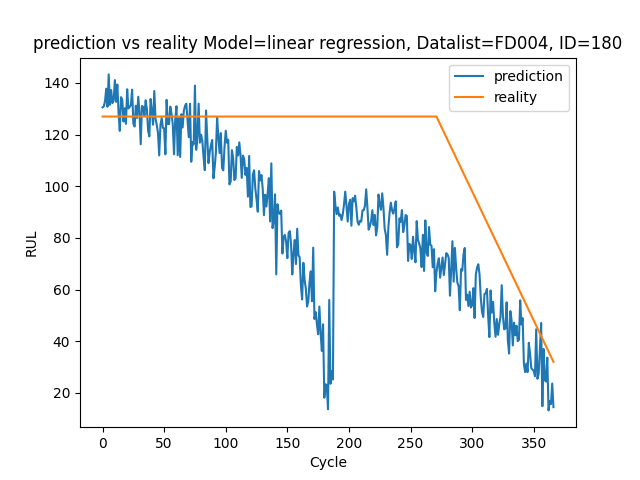 prediction vs reality Model=linear regression, Datalist=FD004, ID=180
prediction
reality
140
120
100
80
60
40
20
RUL
0 50 100 150 200 250 300 350
Cycle